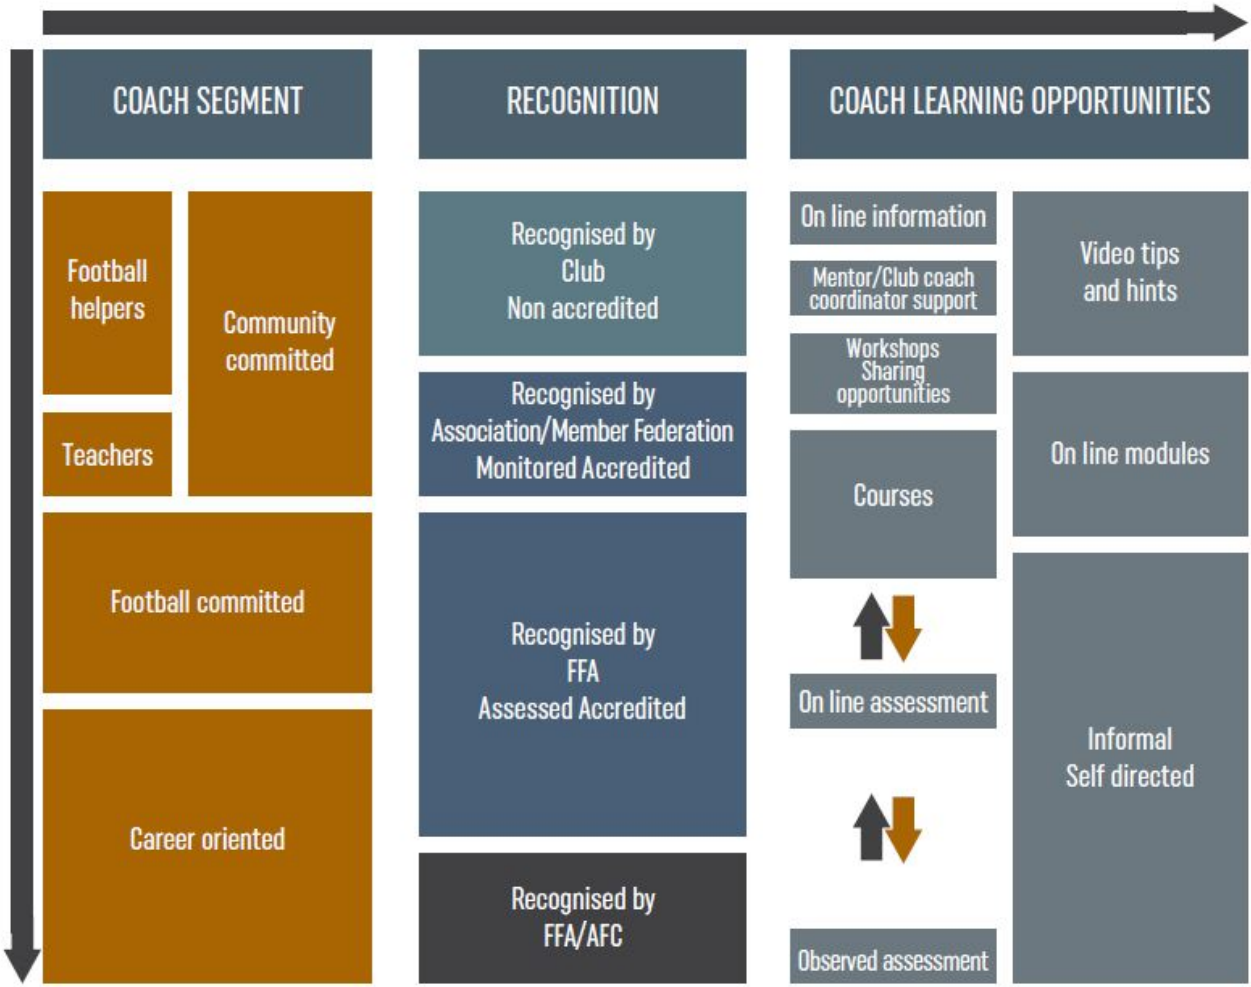 COACH SEGMENT
RECOGNITION
COACH LEARNING OPPORTUNITIES
Football
helpers
Community
committed
Teachers
Football committed
Career oriented
Recognised by
Club
Non accredited
Recognised by
Association/Member Federation
Monitored Accredited
Recognised by
FFA
Assessed Accredited
Recognised by
FFA/AFC
On line information
Mentor/Club coach
coordinator support
Workshops
Sharing
opportunities
Courses
On line assessment
Observed assessment
Video tips
and hints
On line modules
Informal
Self directed